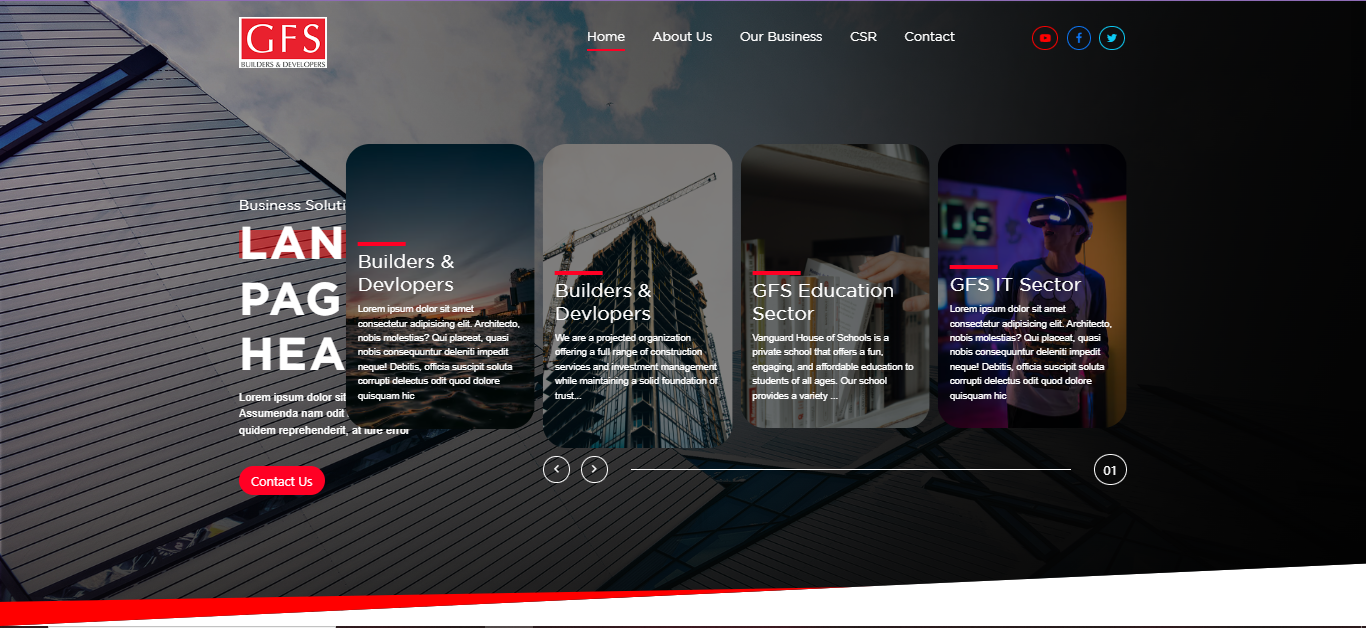 GFS
BUILDERS & DEVELOPERS
Home
About Us
Our Business
CSR
Contact
Business Soluti
LAN
PAG
HEA
Lorem ipsum dolor sit
Assumenda nam odit
quidem reprehenderit, at iure error
Contact Us
Builders &
Devlopers
Lorem ipsum dolor sit amet
consectetur adipisicing elit. Architecto,
nobis molestias? Qui placeat, quasi
nobis consequuntur deleniti impedit
neque! Debitis, officia suscipit soluta
corrupti delectus odit quod dolore
quisquam hic
Builders &
Devlopers
We are a projected organization
offering a full range of construction
services and investment management
while maintaining a solid foundation of
trust...
GFS Education
Sector
Vanguard House of Schools is a
private school that offers a fun,
engaging, and affordable education to
students of all ages. Our school
provides a variety ...
DS
GFS IT Sector
Lorem ipsum dolor sit amet
consectetur adipisicing elit. Architecto,
nobis molestias? Qui placeat, quasi
nobis consequuntur deleniti impedit
neque! Debitis, officia suscipit soluta
corrupti delectus odit quod dolore
quisquam hic
01